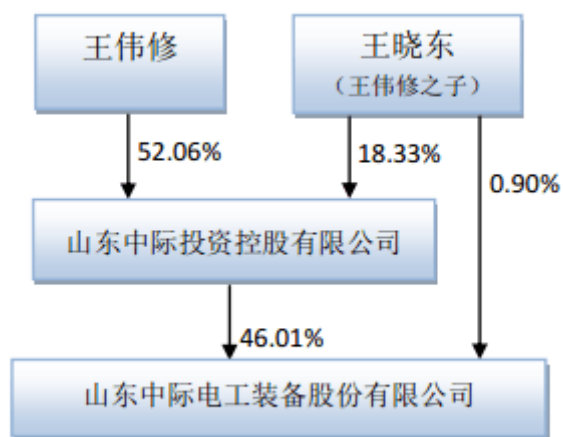 王伟修
王晓东
（王伟修之子）
52.06%
18.33%
0.90%
山东中际投资控股有限公司
46.01%
山东中际电工装备股份有限公司